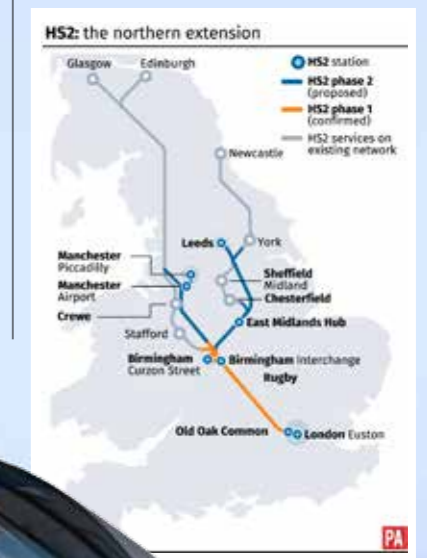 HS2: the northern extension
Glasgow
Edinburgh
HS2 station
HS2 phase 2
(proposed)
HS2 phase 1
(confirmed)
HS2 services on
existing network
Newcastle
Leeds
York
Manchester
Piccadilly
Sheffield
Midland
Manchester
Airport
Chesterfield
Crewe
East Midlands Hub
Stafford
Birmingham
Curzon Street
Birmingham Interchange
Rugby
Old Oak Common
London Euston
PA